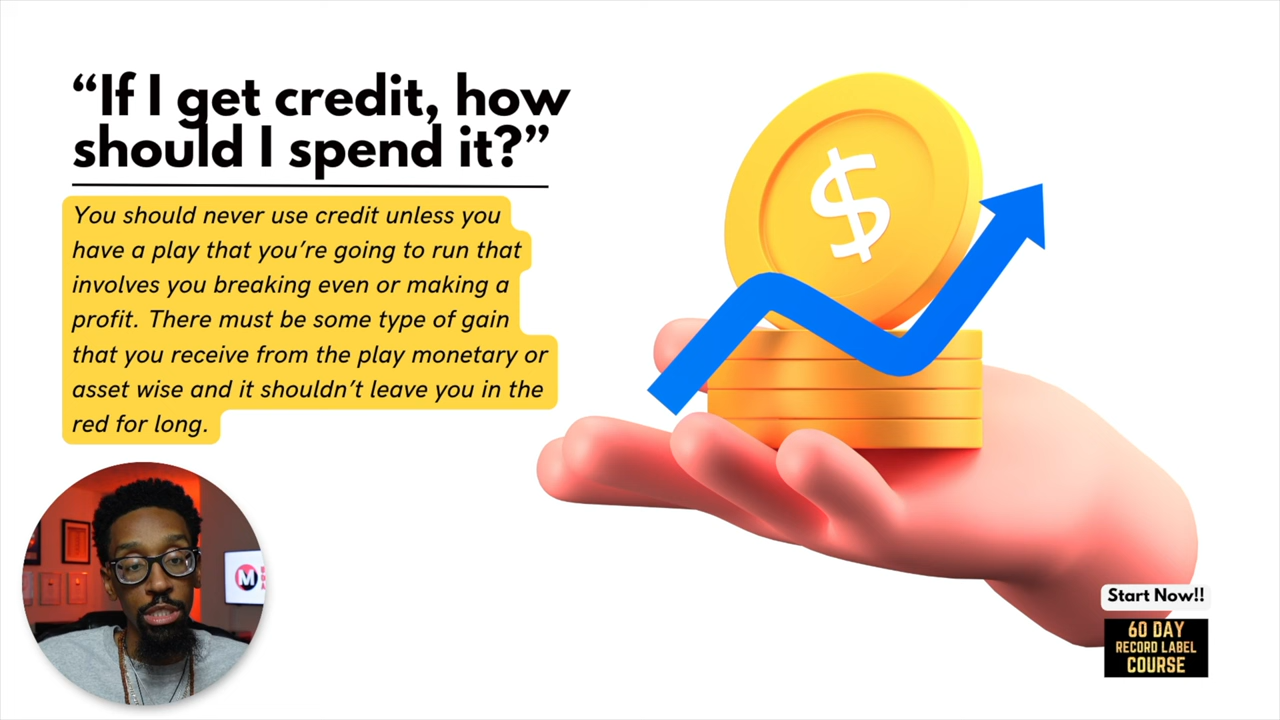 “If I get credit, how
should I spend it?”
You should never use credit unless you
have a play that you’re going to run that
involves you breaking even or making a
profit. There must be some type of gain
that you receive from the play monetary or
asset wise and it shouldn’t leave you in the
red for long.
$
M
Start Now!!
60 DAY
RECORD LABEL
COURSE